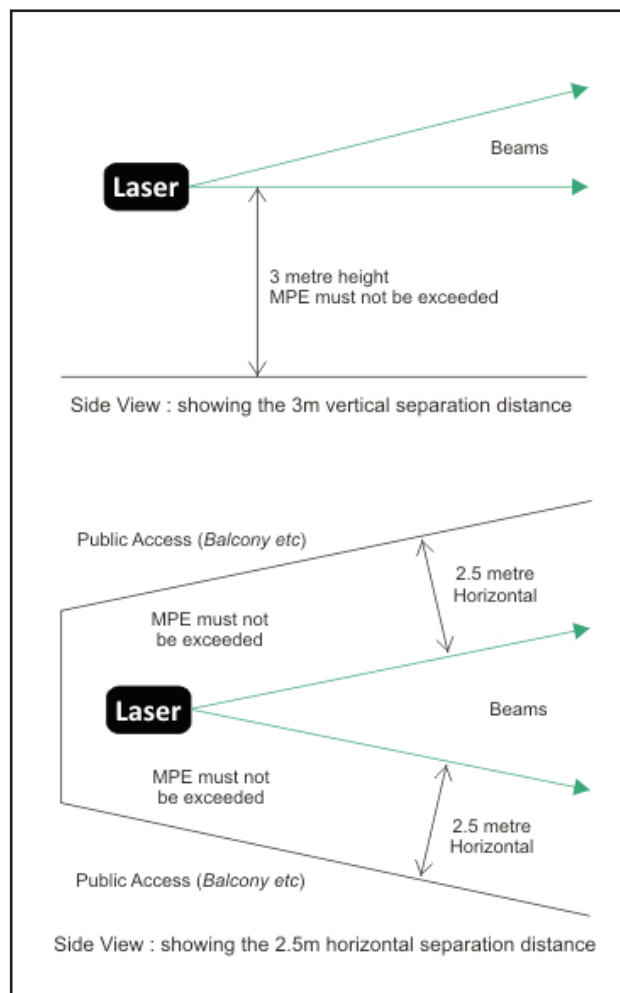 Beams
Laser
3 metre height
MPE must not be exceeded
Side View : showing the 3m vertical separation distance
Public Access (Balcony etc)
2.5 metre
Horizontal
MPE must not
be exceeded
Laser
Beams
MPE must not
be exceeded
2.5 metre
Horizontal
Public Access (Balcony etc)
Side View : showing the 2.5m horizontal separation distance